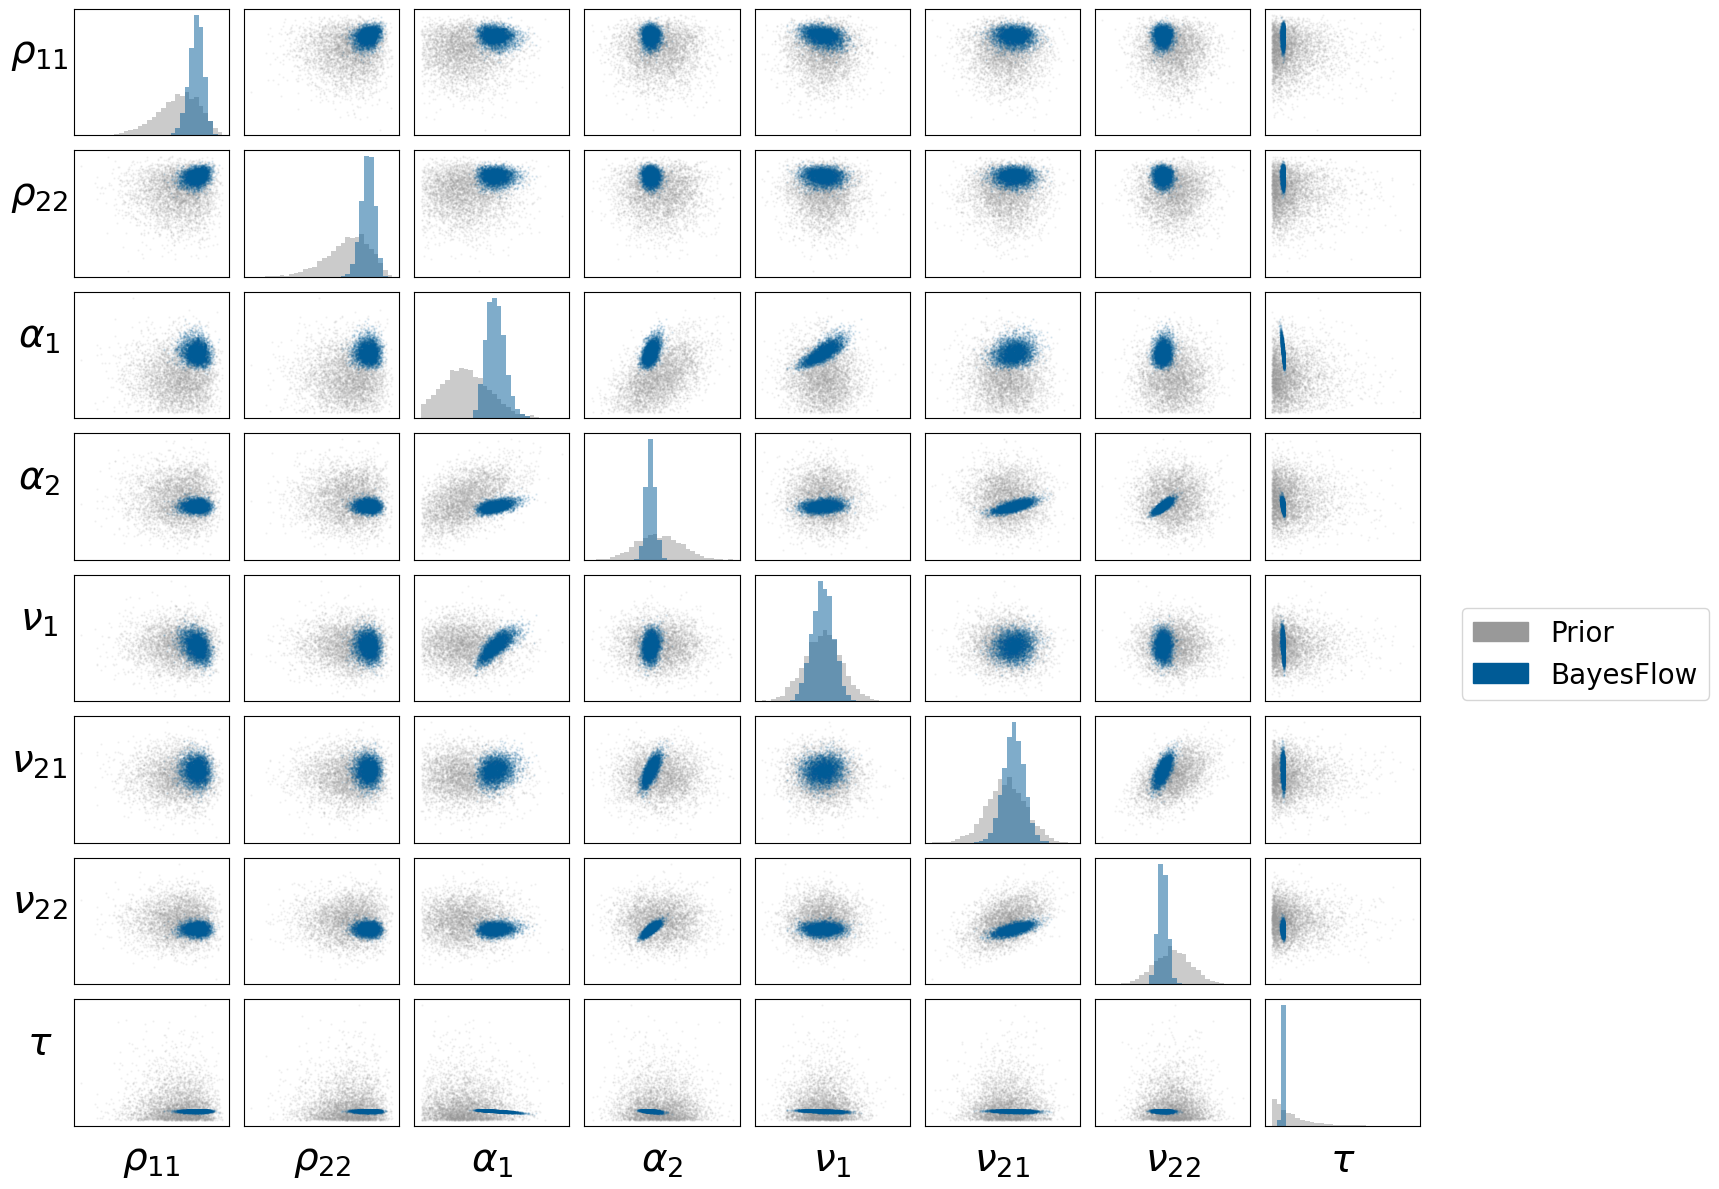 ρ11
ρ22
α1
α2
ν1
ν21
ν22
τ
Prior
BayesFlow
ρ11 ρ22 α1 α2 ν1 ν21 ν22 τ